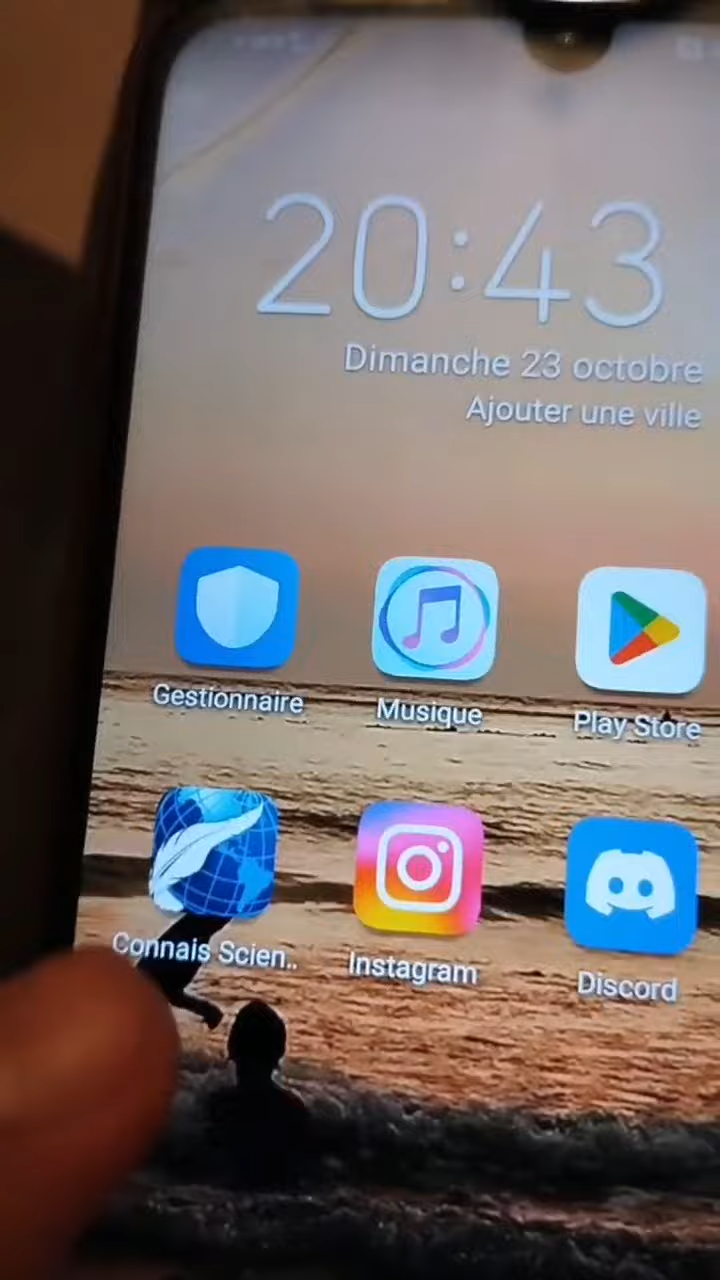 20:43
Dimanche 23 octobre
Ajouter une ville
Gestionnaire
Musique
Play Store
Connais Scien..
Instagram
Discord